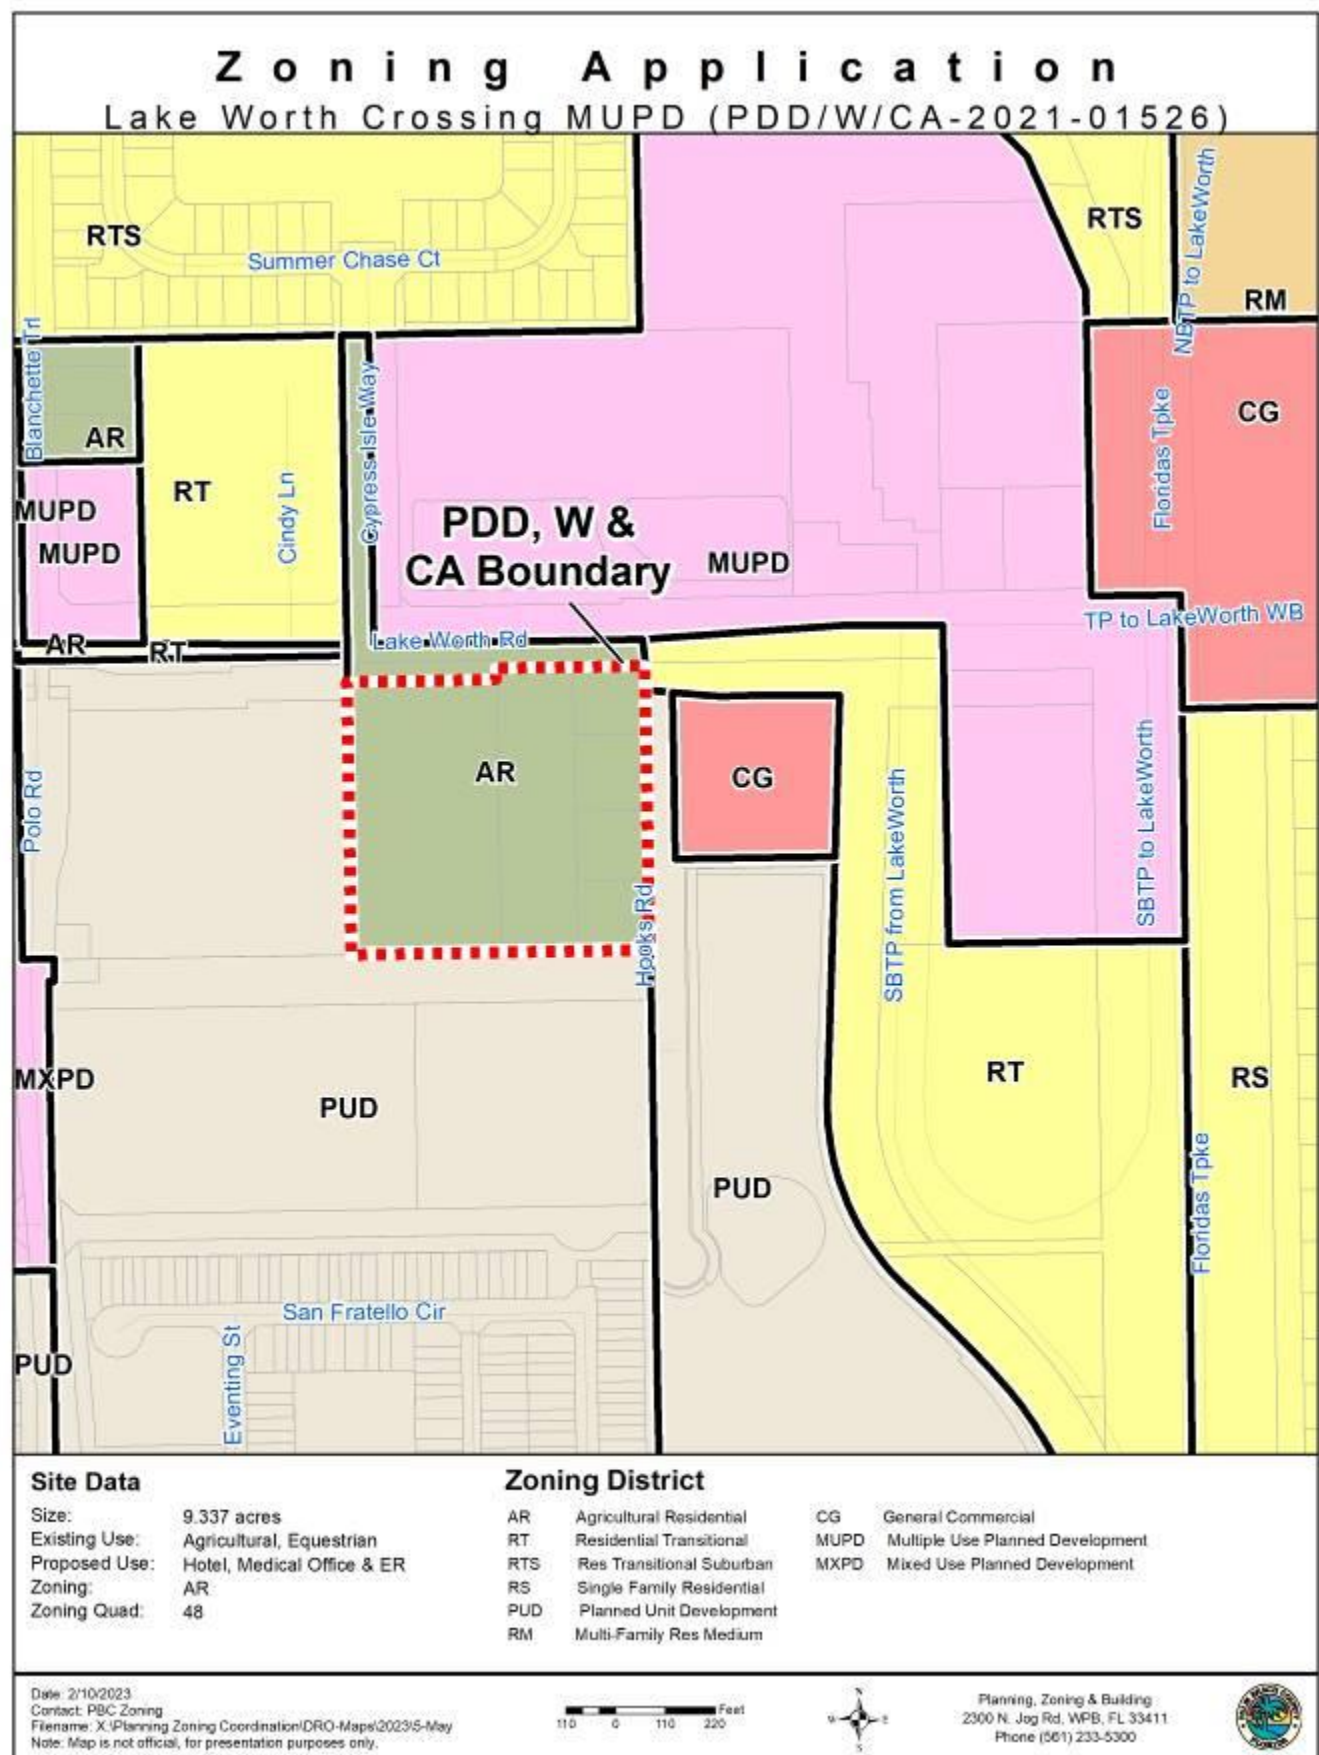 Zoning Application
Lake Worth Crossing MUPD (PDD/W/CA-2021-01526)
RTS
Summer Chase Ct
RTS
NBTP to LakeWorth
RM
Blanchette Trl
AR
RT
Cindy Ln
Cypress Isle Way
MUPD
MUPD
PDD, W &
CA Boundary
MUPD
Floridas Tpke
CG
TP to LakeWorth WB
AR
RT
Lake Worth Rd
AR
CG
Polo Rd
Hooks Rd
SBTP from LakeWorth
SBTP to LakeWorth
MXPD
PUD
PUD
RT
RS
Floridas Tpke
San Fratello Cir
Eventing St
PUD
Site Data
Size: 9.337 acres
Existing Use: Agricultural, Equestrian
Proposed Use: Hotel, Medical Office & ER
Zoning: AR
Zoning Quad: 48
Zoning District
AR Agricultural Residential
RT Residential Transitional
RTS Res Transitional Suburban
RS Single Family Residential
PUD Planned Unit Development
RM Multi-Family Res Medium
CG General Commercial
MUPD Multiple Use Planned Development
MXPD Mixed Use Planned Development
Date: 2/10/2023
Contact: PBC Zoning
Filename: X:\Planning Zoning Coordination\DRO-Maps\2023\5-May
Note: Map is not official, for presentation purposes only.
Feet
110 0 110 220
N
W E
S
Planning, Zoning & Building
2300 N. Jog Rd, WPB, FL 33411
Phone (561) 233-5300